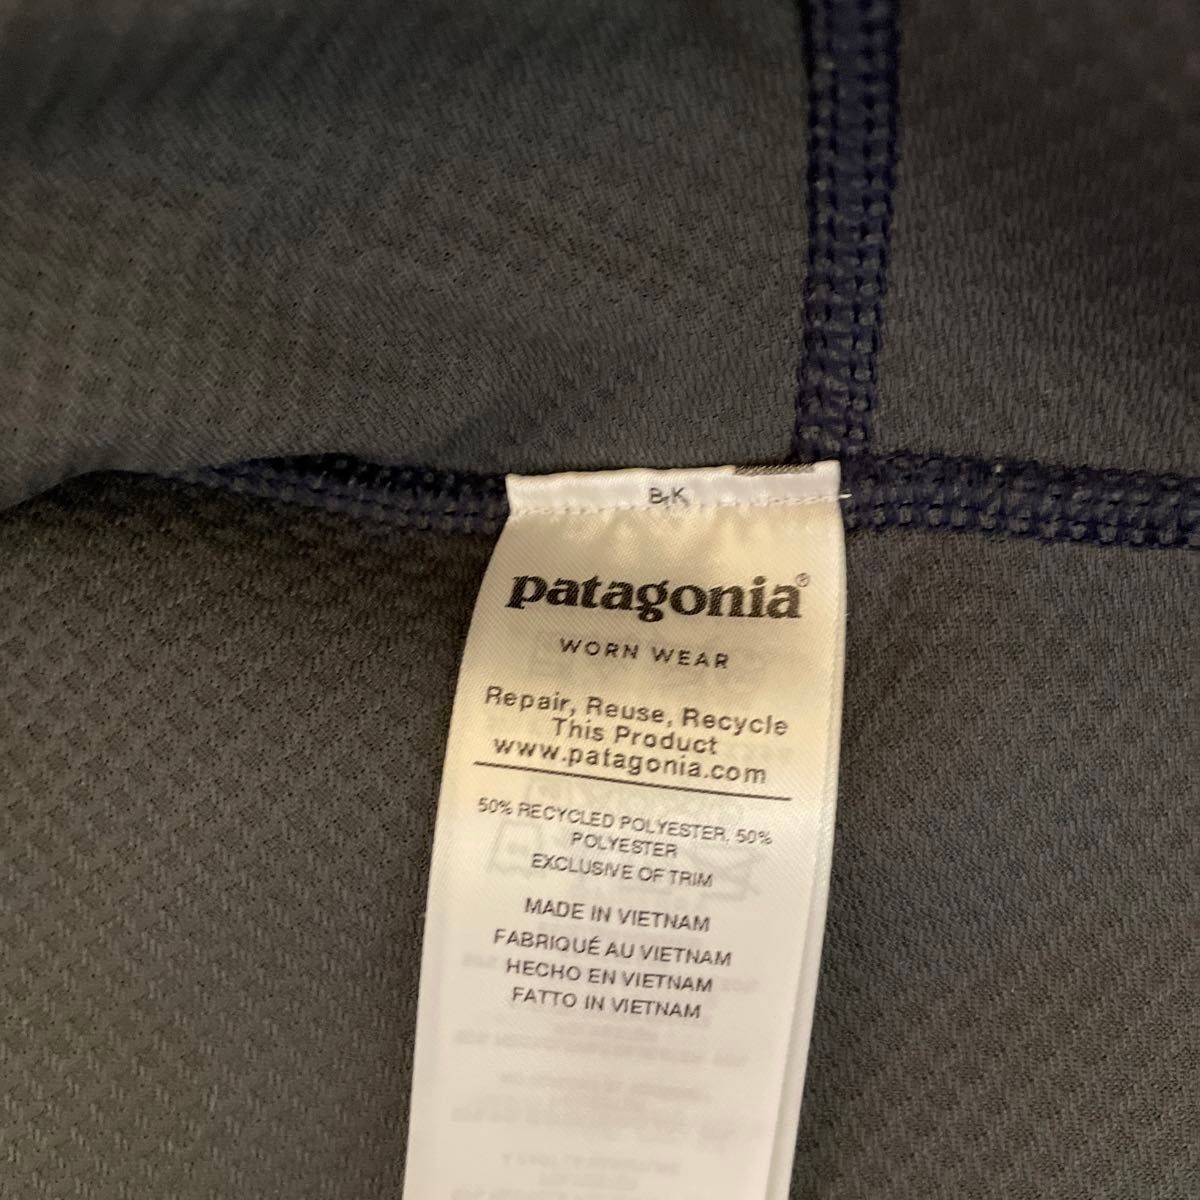 patagonia®
WORN WEAR
Repair, Reuse, Recycle
This Product
www.patagonia.com
50% RECYCLED POLYESTER, 50%
POLYESTER
EXCLUSIVE OF TRIM
MADE IN VIETNAM
FABRIQUÉ AU VIETNAM
HECHO EN VIETNAM
FATTO IN VIETNAM